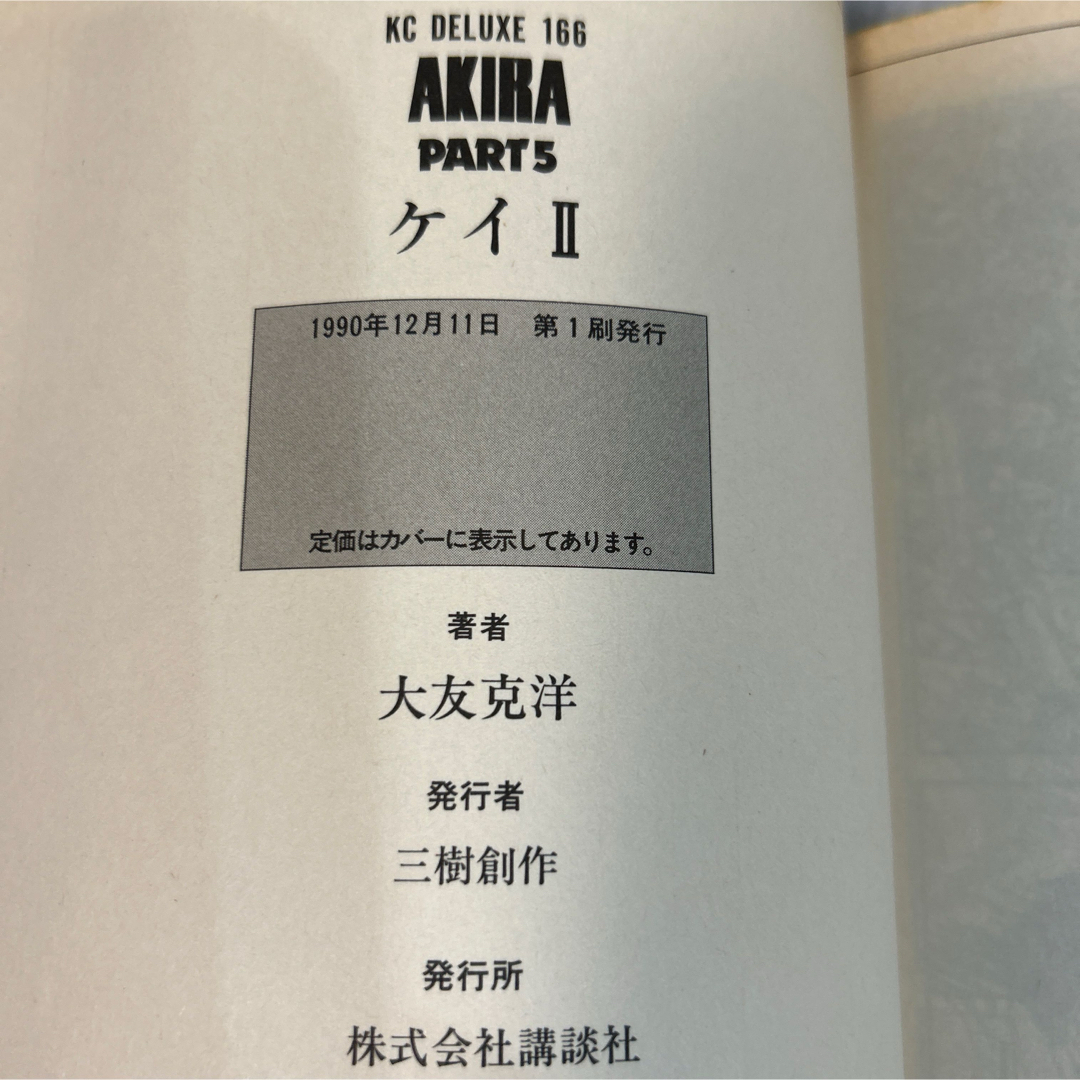 KC DELUXE 166
AKIRA
PART5
ケイⅡ
1990年12月11日　第1刷発行
定価はカバーに表示してあります。
著者
大友克洋
発行者
三樹創作
発行所
株式会社講談社